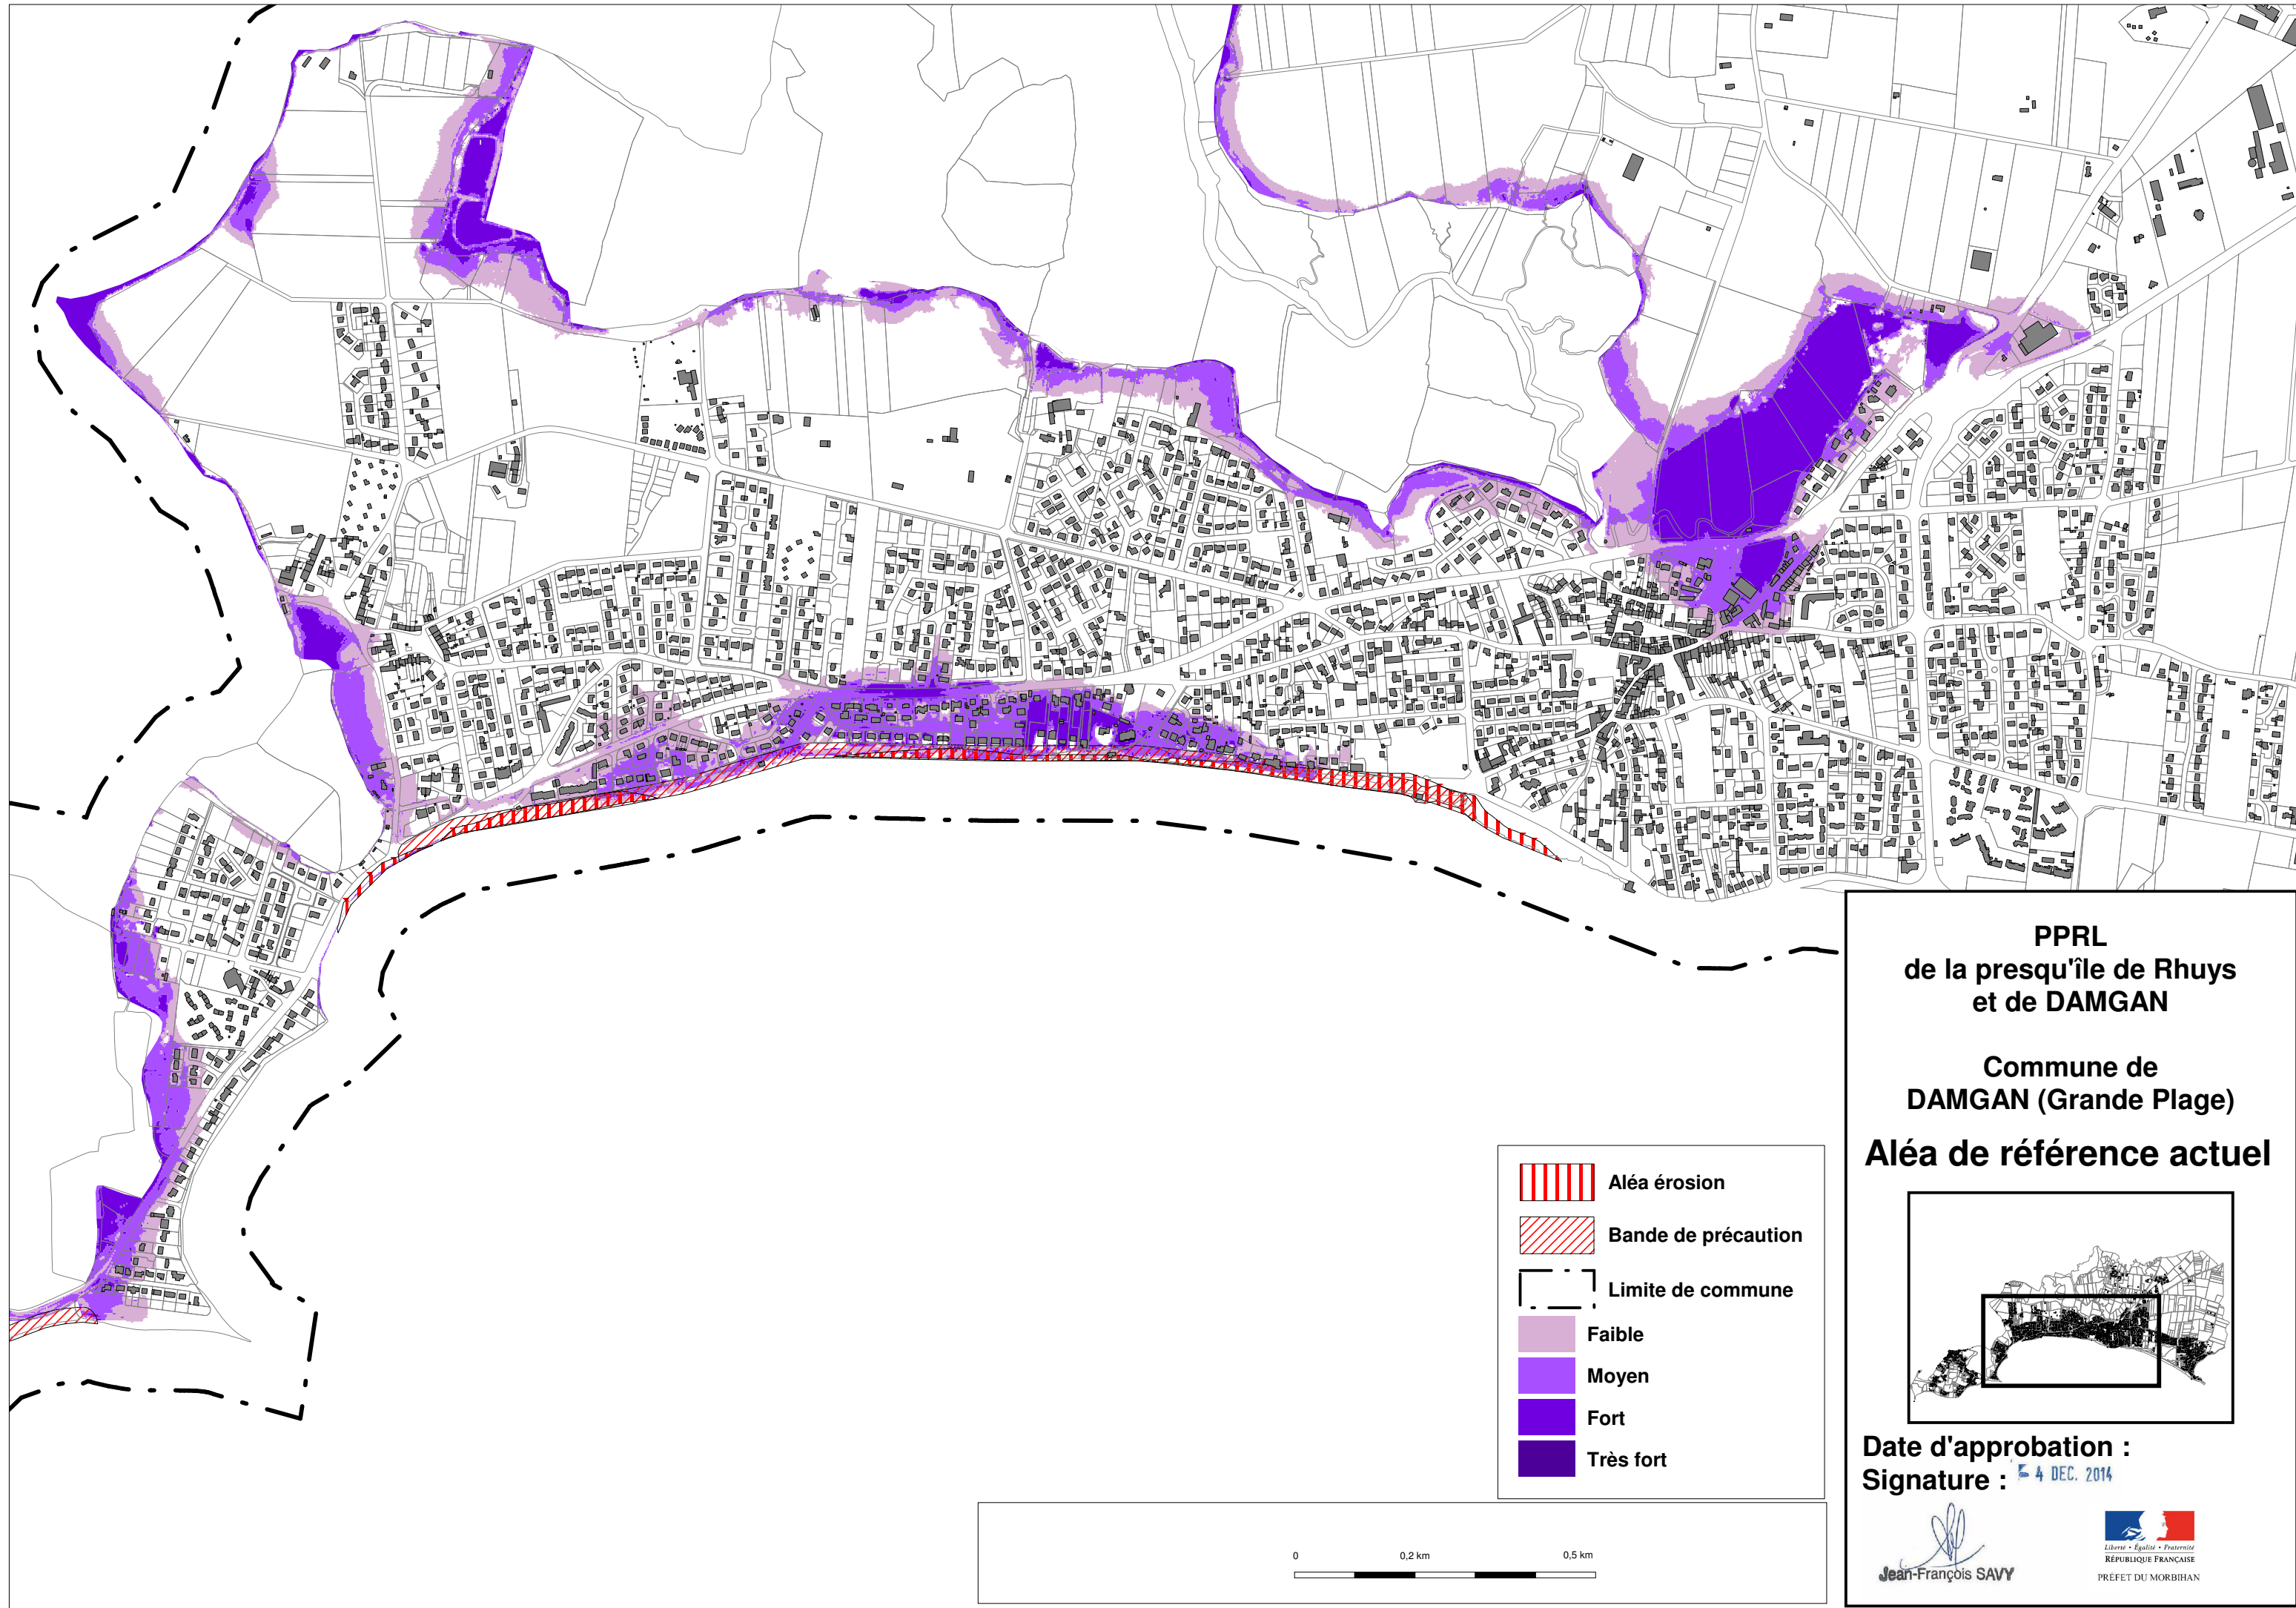 PPRL
de la presqu'île de Rhuys
et de DAMGAN
Commune de
DAMGAN (Grande Plage)
Aléa de référence actuel
Aléa érosion
Bande de précaution
Limite de commune
Faible
Moyen
Fort
Très fort
0 0,2 km 0,5 km
Date d'approbation :
Signature :
4 DEC. 2014
Jean-François SAVY
Liberté • Égalité • Fraternité
RÉPUBLIQUE FRANÇAISE
PRÉFET DU MORBIHAN